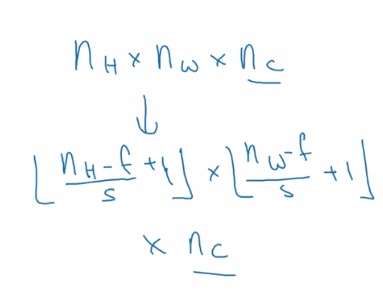 n_H × n_W × n_C
↓
⌊(n_H - f)/s + 1⌋ × ⌊(n_W - f)/s + 1⌋
× n_C